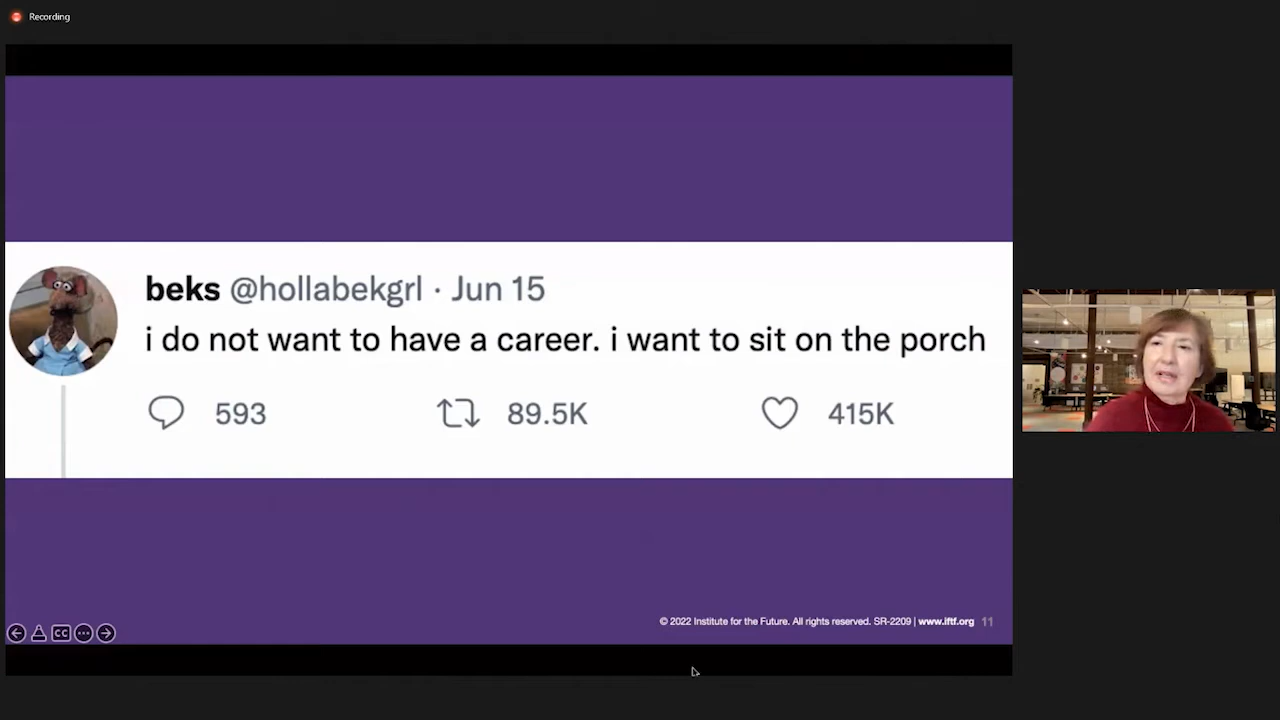 Recording
beks @hollabekgrl · Jun 15
i do not want to have a career. i want to sit on the porch
593 89.5K 415K
CC
© 2022 Institute for the Future. All rights reserved. SR-2209 | www.iftf.org 11